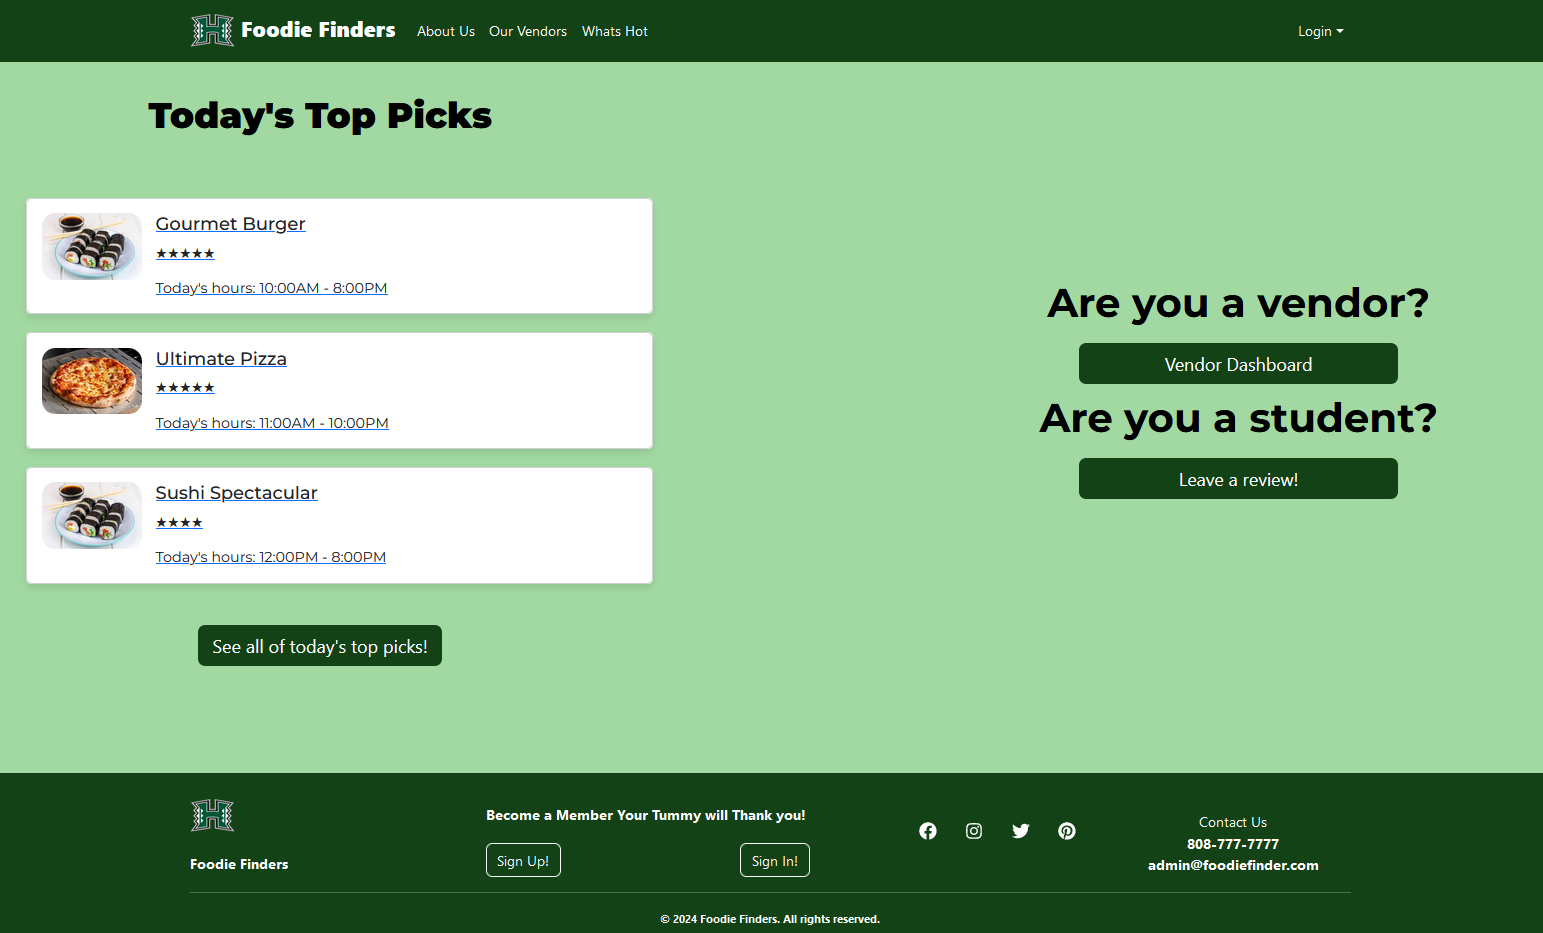 Foodie Finders
About Us
Our Vendors
Whats Hot
Login
Today's Top Picks
Gourmet Burger
★★★★★
Today's hours: 10:00AM - 8:00PM
Ultimate Pizza
★★★★★
Today's hours: 11:00AM - 10:00PM
Sushi Spectacular
★★★★
Today's hours: 12:00PM - 8:00PM
See all of today's top picks!
Are you a vendor?
Vendor Dashboard
Are you a student?
Leave a review!
Foodie Finders
Become a Member Your Tummy will Thank you!
Sign Up!
Sign In!
Contact Us
808-777-7777
admin@foodiefinder.com
© 2024 Foodie Finders. All rights reserved.